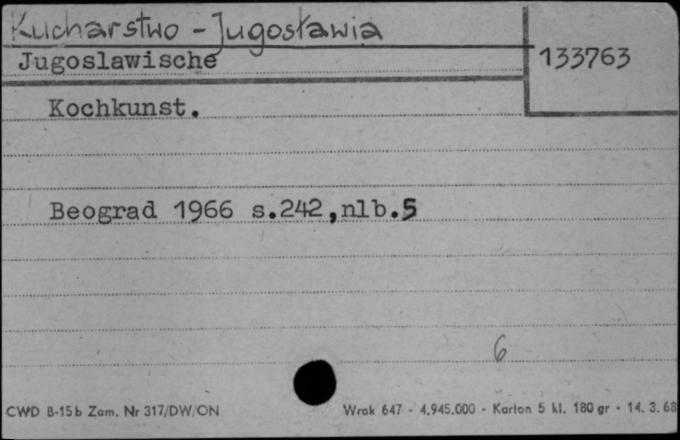 Kucharstwo - Jugosławia
Jugoslawische
133763
Kochkunst.
Beograd 1966 s.242,nlb.5
6
CWD B-15b Zam. Nr 317/DW/ON
Wrak 647 - 4.945.000 - Karton 5 kl. 180 gr - 14. 3. 68